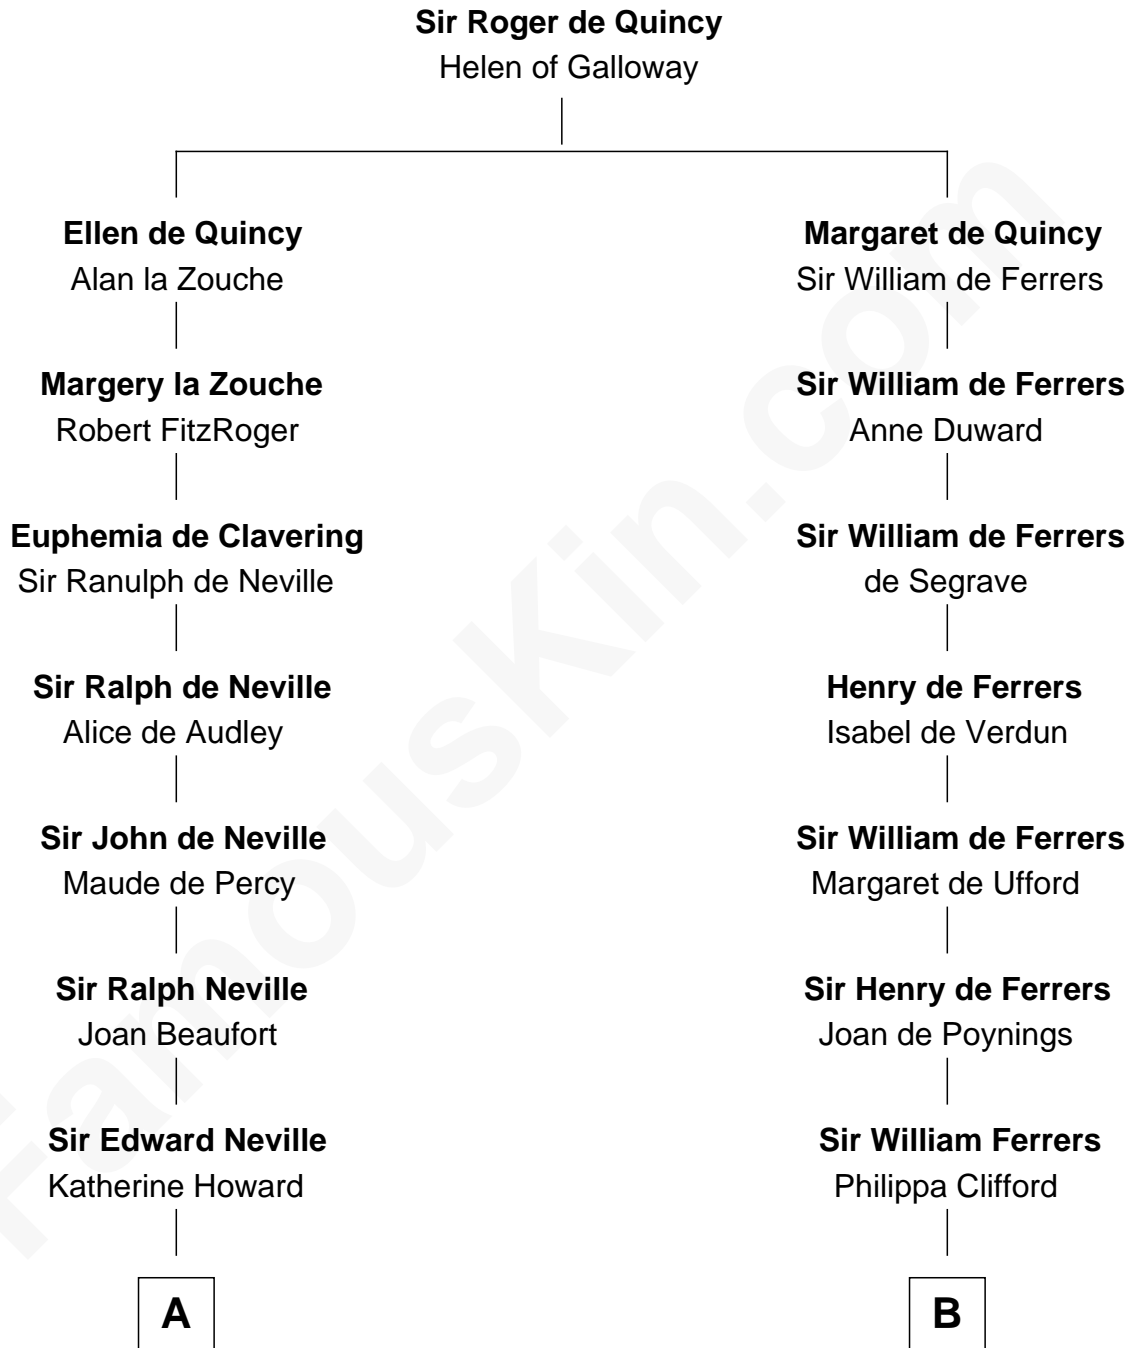 Sir Roger de Quincy
Helen of Galloway
Ellen de Quincy
Alan la Zouche
Margery la Zouche
Robert FitzRoger
Euphemia de Clavering
Sir Ranulph de Neville
Sir Ralph de Neville
Alice de Audley
Sir John de Neville
Maude de Percy
Sir Ralph Neville
Joan Beaufort
Sir Edward Neville
Katherine Howard
A
Margaret de Quincy
Sir William de Ferrers
Sir William de Ferrers
Anne Duward
Sir William de Ferrers
de Segrave
Henry de Ferrers
Isabel de Verdun
Sir William de Ferrers
Margaret de Ufford
Sir Henry de Ferrers
Joan de Poynings
Sir William Ferrers
Philippa Clifford
B
FamousKin.com